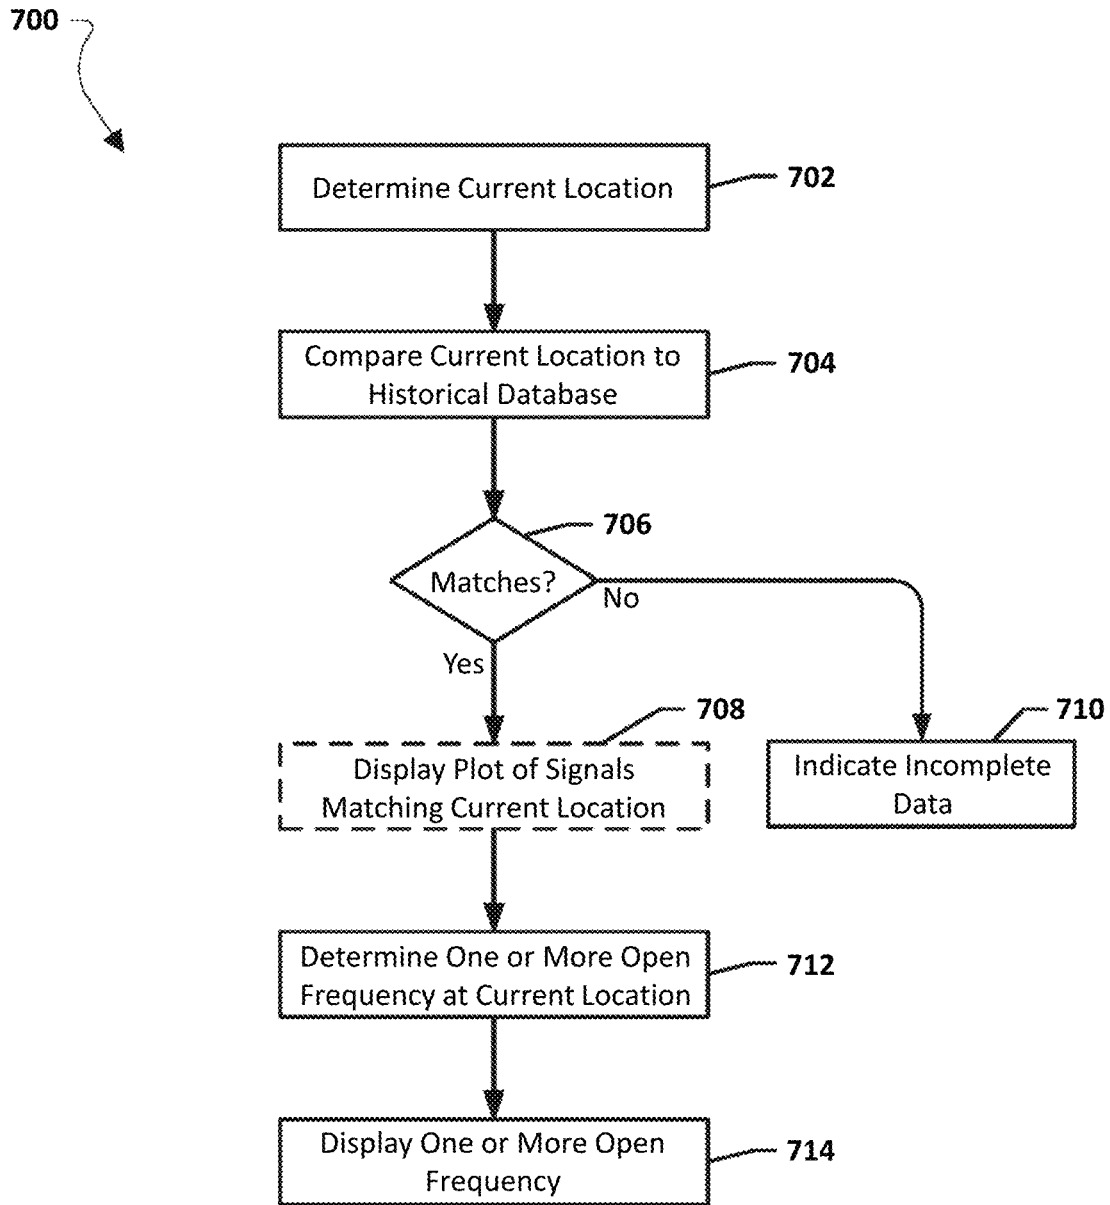 700
Determine Current Location
702
Compare Current Location to
Historical Database
704
706
Matches?
No
Yes
708
Display Plot of Signals
Matching Current Location
710
Indicate Incomplete
Data
Determine One or More Open
Frequency at Current Location
712
Display One or More Open
Frequency
714